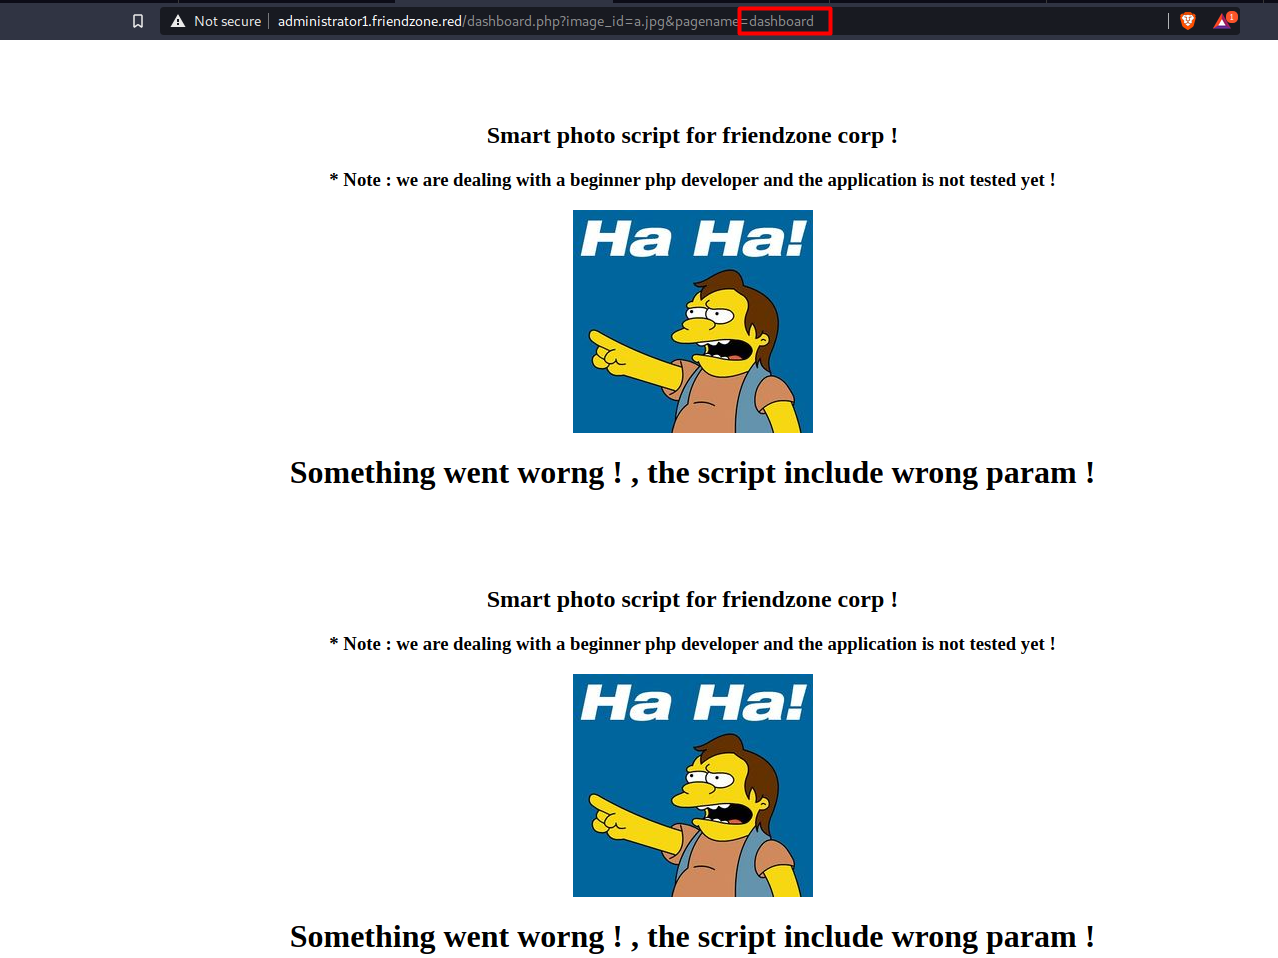 Not secure administrator1.friendzone.red/dashboard.php?image_id=a.jpg&pagename=dashboard 1
Smart photo script for friendzone corp !
* Note : we are dealing with a beginner php developer and the application is not tested yet !
Ha Ha!
Something went worng ! , the script include wrong param !
Smart photo script for friendzone corp !
* Note : we are dealing with a beginner php developer and the application is not tested yet !
Ha Ha!
Something went worng ! , the script include wrong param !